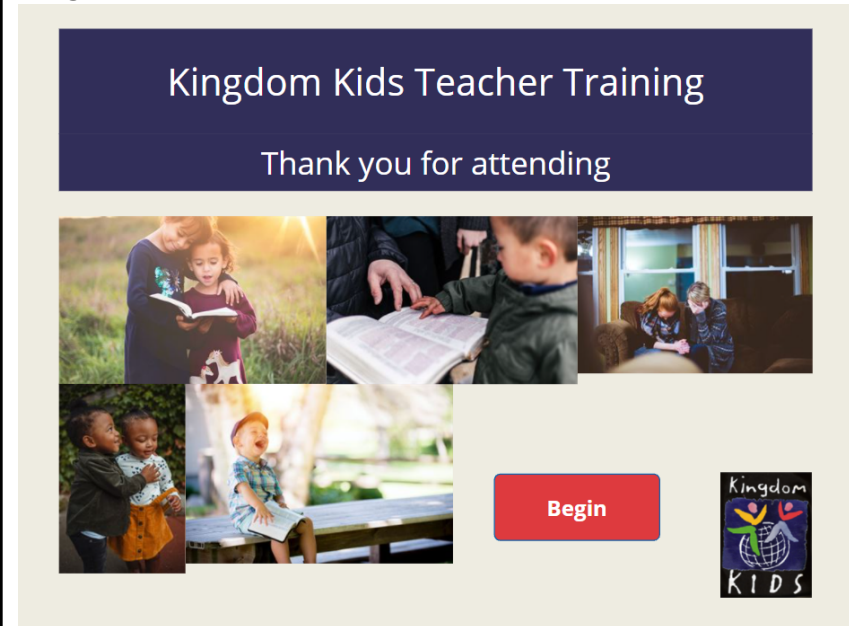 Kingdom Kids Teacher Training
Thank you for attending
Begin
Kingdom
KIDS